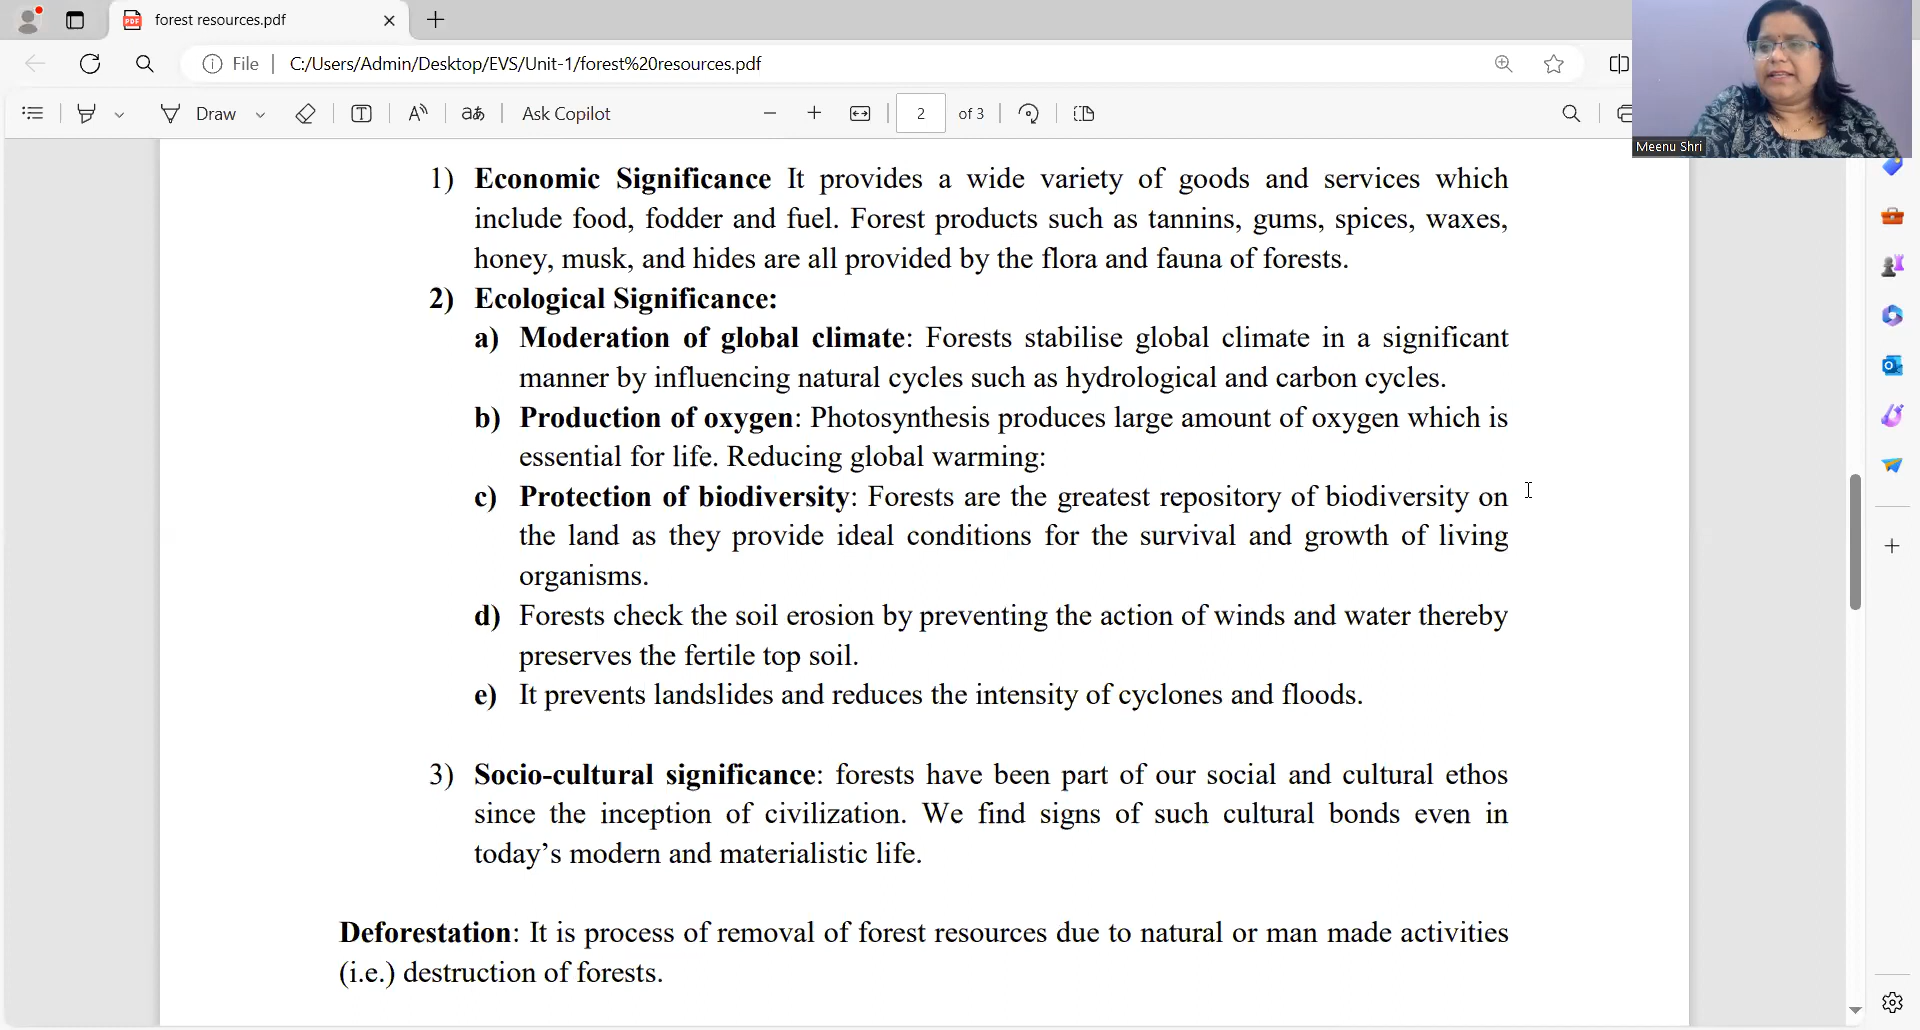 forest resources.pdf
File
C:/Users/Admin/Desktop/EVS/Unit-1/forest%20resources.pdf
Draw
aあ
Ask Copilot
2 of 3
Meenu Shri
1) Economic Significance It provides a wide variety of goods and services which
include food, fodder and fuel. Forest products such as tannins, gums, spices, waxes,
honey, musk, and hides are all provided by the flora and fauna of forests.
2) Ecological Significance:
a) Moderation of global climate: Forests stabilise global climate in a significant
manner by influencing natural cycles such as hydrological and carbon cycles.
b) Production of oxygen: Photosynthesis produces large amount of oxygen which is
essential for life. Reducing global warming:
c) Protection of biodiversity: Forests are the greatest repository of biodiversity on
the land as they provide ideal conditions for the survival and growth of living
organisms.
d) Forests check the soil erosion by preventing the action of winds and water thereby
preserves the fertile top soil.
e) It prevents landslides and reduces the intensity of cyclones and floods.
3) Socio-cultural significance: forests have been part of our social and cultural ethos
since the inception of civilization. We find signs of such cultural bonds even in
today’s modern and materialistic life.
Deforestation: It is process of removal of forest resources due to natural or man made activities
(i.e.) destruction of forests.